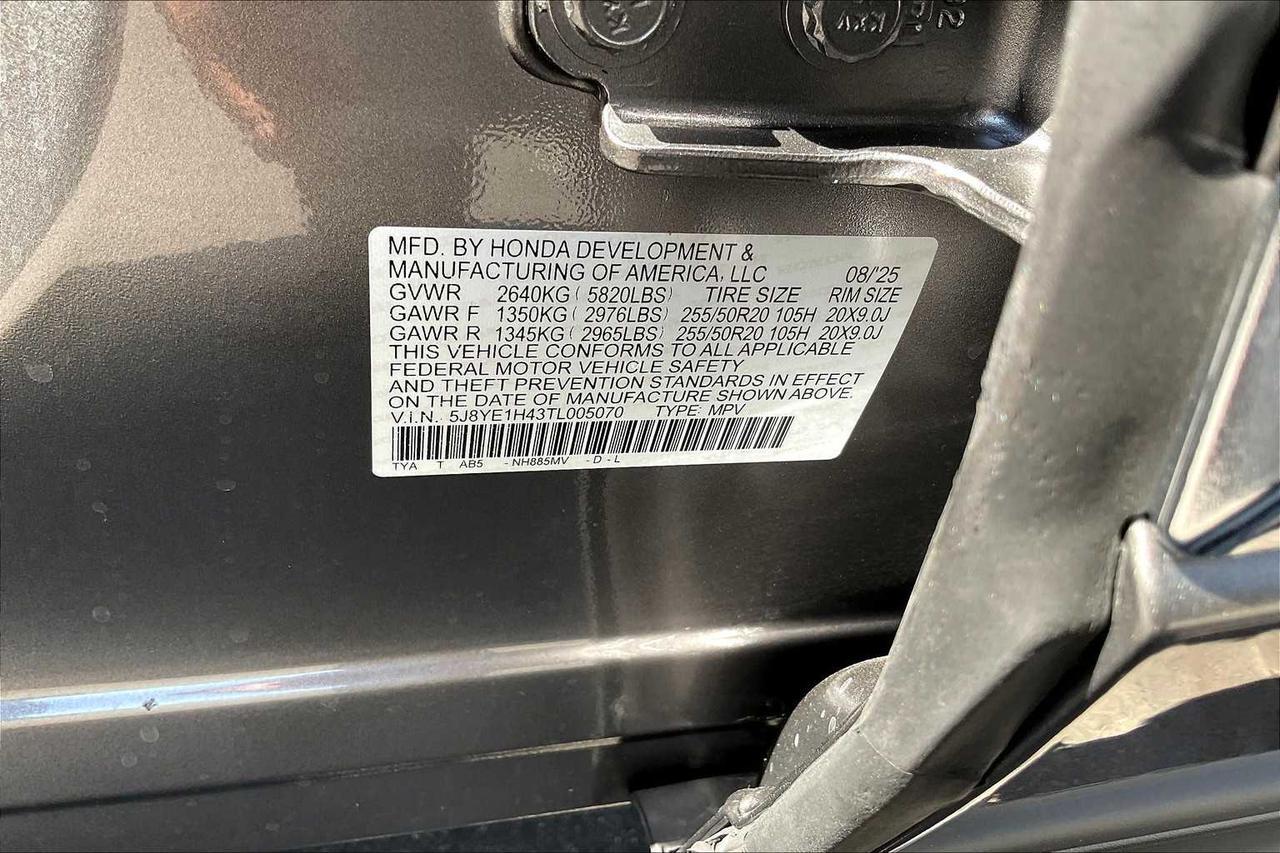 MFD. BY HONDA DEVELOPMENT &
MANUFACTURING OF AMERICA, LLC 08/'25
GVWR 2640KG ( 5820LBS) TIRE SIZE RIM SIZE
GAWR F 1350KG ( 2976LBS) 255/50R20 105H 20X9.0J
GAWR R 1345KG ( 2965LBS) 255/50R20 105H 20X9.0J
THIS VEHICLE CONFORMS TO ALL APPLICABLE
FEDERAL MOTOR VEHICLE SAFETY
AND THEFT PREVENTION STANDARDS IN EFFECT
ON THE DATE OF MANUFACTURE SHOWN ABOVE.
V.I.N. 5J8YE1H43TL005070 TYPE: MPV
TYA T AB5 - NH885MV - D - L